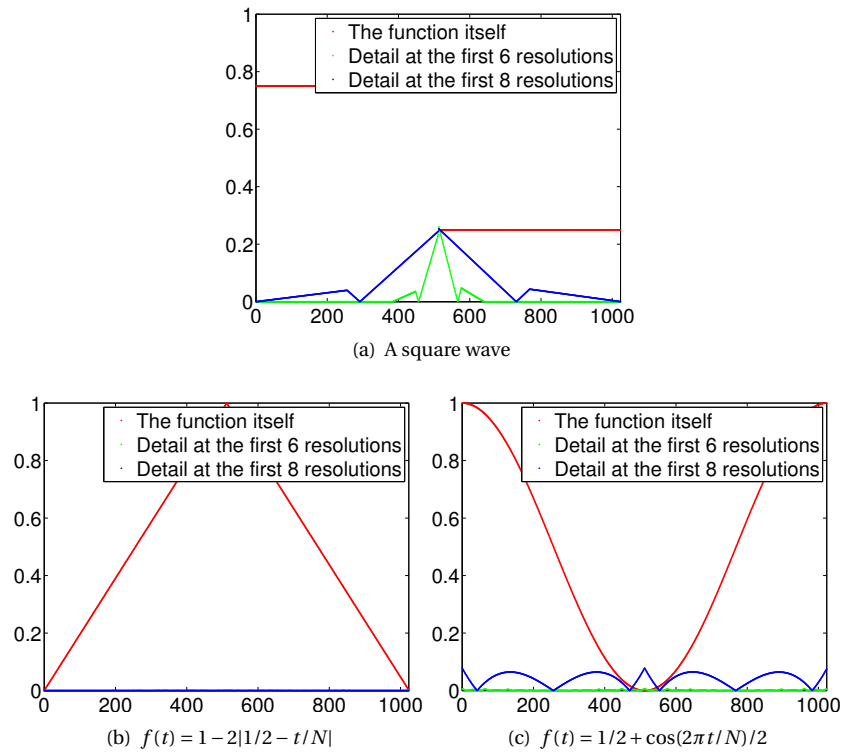 1
0.8
0.6
0.4
0.2
0
0 200 400 600 800 1000
The function itself
Detail at the first 6 resolutions
Detail at the first 8 resolutions
(a) A square wave
1
0.8
0.6
0.4
0.2
0
0 200 400 600 800 1000
The function itself
Detail at the first 6 resolutions
Detail at the first 8 resolutions
(b) f(t) = 1 − 2|1/2 − t/N|
1
0.8
0.6
0.4
0.2
0
0 200 400 600 800 1000
The function itself
Detail at the first 6 resolutions
Detail at the first 8 resolutions
(c) f(t) = 1/2 + cos(2πt/N)/2